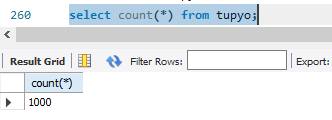 260 select count(*) from tupyo;
Result Grid Filter Rows: Export:
count(*)
1000